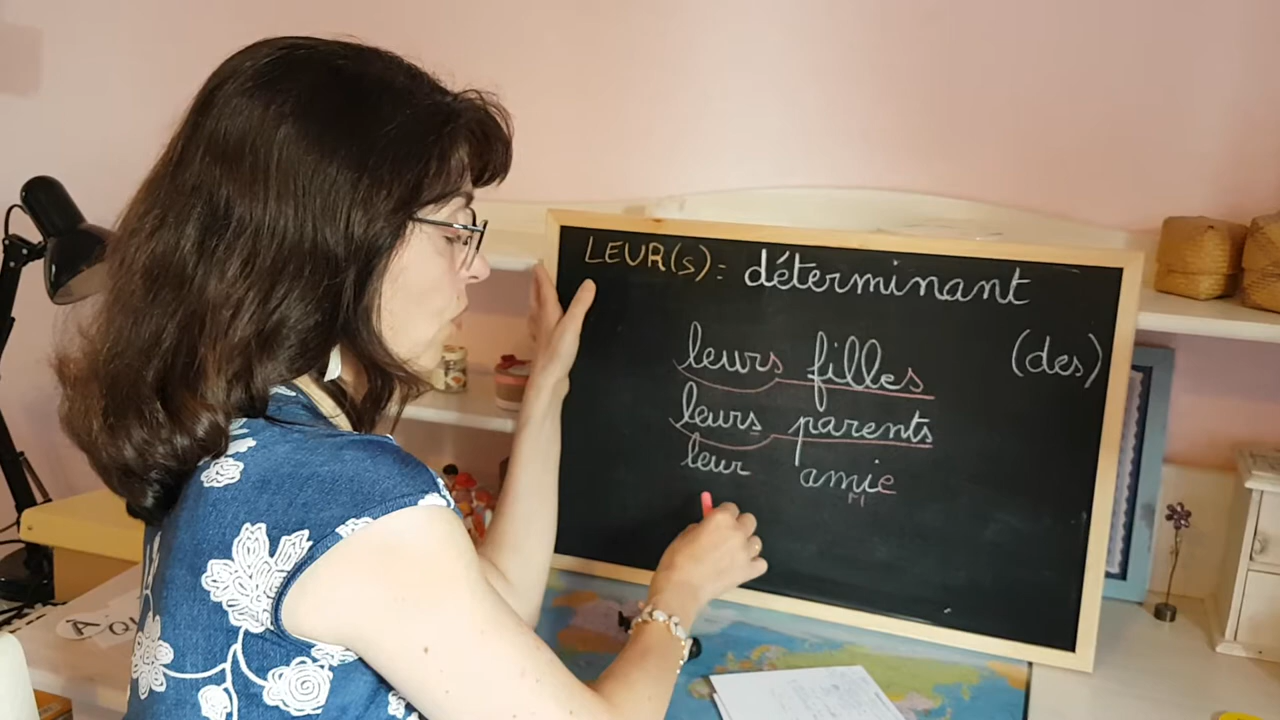 LEUR(s) = déterminant
leurs filles (des)
leurs parents
leur amie